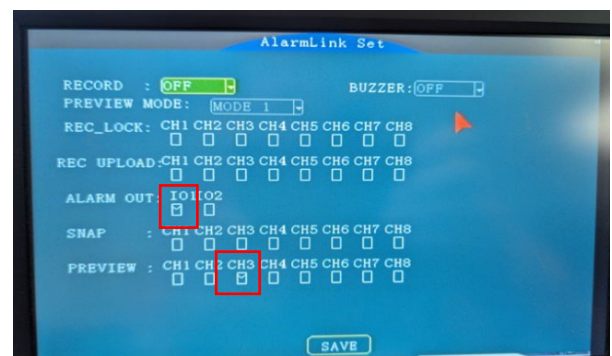 AlarmLink Set
RECORD : OFF BUZZER: OFF
PREVIEW MODE: MODE 1
REC_LOCK: CH1 CH2 CH3 CH4 CH5 CH6 CH7 CH8
REC UPLOAD: CH1 CH2 CH3 CH4 CH5 CH6 CH7 CH8
ALARM OUT: IO1 IO2
SNAP : CH1 CH2 CH3 CH4 CH5 CH6 CH7 CH8
PREVIEW : CH1 CH2 CH3 CH4 CH5 CH6 CH7 CH8
SAVE